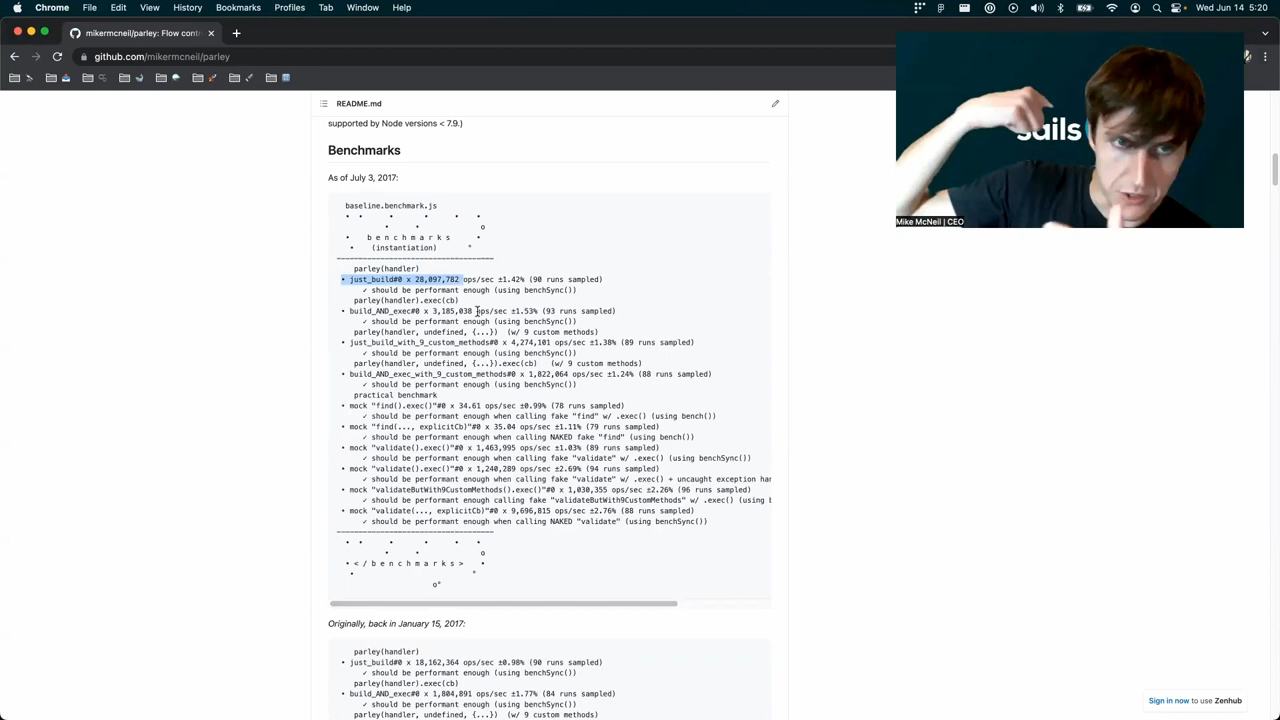 Chrome File Edit View History Bookmarks Profiles Tab Window Help
Wed Nov 15 5:20
mikermcneil/parley: Flow cont
github.com/mikermcneil/parley
README.md
supported by Node versions < 7.9.)
Benchmarks
As of July 3, 2017:
baseline.benchmark.js
• • • • • •
• • o
• b e n c h m a r k s •
• (instantiation) °
————————————————————————————————————
parley(handler)
• just_build#0 x 28,097,782 ops/sec ±1.42% (90 runs sampled)
✓ should be performant enough (using benchSync())
parley(handler).exec(cb)
• build_AND_exec#0 x 3,185,038 ops/sec ±1.53% (93 runs sampled)
✓ should be performant enough (using benchSync())
parley(handler, undefined, {...}) (w/ 9 custom methods)
• just_build_with_9_custom_methods#0 x 4,274,101 ops/sec ±1.38% (89 runs sampled)
✓ should be performant enough (using benchSync())
parley(handler, undefined, {...}).exec(cb) (w/ 9 custom methods)
• build_AND_exec_with_9_custom_methods#0 x 1,822,064 ops/sec ±1.24% (88 runs sampled)
✓ should be performant enough (using benchSync())
practical benchmark
• mock "find().exec()"#0 x 34.61 ops/sec ±0.99% (78 runs sampled)
✓ should be performant enough when calling fake "find" w/ .exec() (using bench())
• mock "find(..., explicitCb)"#0 x 35.04 ops/sec ±1.11% (79 runs sampled)
✓ should be performant enough when calling NAKED fake "find" (using bench())
• mock "validate().exec()"#0 x 1,463,995 ops/sec ±1.03% (89 runs sampled)
✓ should be performant enough when calling fake "validate" w/ .exec() (using benchSync())
• mock "validate().exec()"#0 x 1,240,289 ops/sec ±2.69% (94 runs sampled)
✓ should be performant enough when calling fake "validate" w/ .exec() + uncaught exception han
• mock "validateButWith9CustomMethods().exec()"#0 x 1,030,355 ops/sec ±2.26% (96 runs sampled)
✓ should be performant enough calling fake "validateButWith9CustomMethods" w/ .exec() (using b
• mock "validate(..., explicitCb)"#0 x 9,696,815 ops/sec ±2.76% (88 runs sampled)
✓ should be performant enough when calling NAKED "validate" (using benchSync())
————————————————————————————————————
• • • • • •
• • o
• < / b e n c h m a r k s > •
• °
o°
Originally, back in January 15, 2017:
parley(handler)
• just_build#0 x 18,162,364 ops/sec ±0.98% (90 runs sampled)
✓ should be performant enough (using benchSync())
parley(handler).exec(cb)
• build_AND_exec#0 x 1,804,891 ops/sec ±1.77% (84 runs sampled)
✓ should be performant enough (using benchSync())
parley(handler, undefined, {...}) (w/ 9 custom methods)
sails
Mike McNeil | CEO
Sign in now to use Zenhub